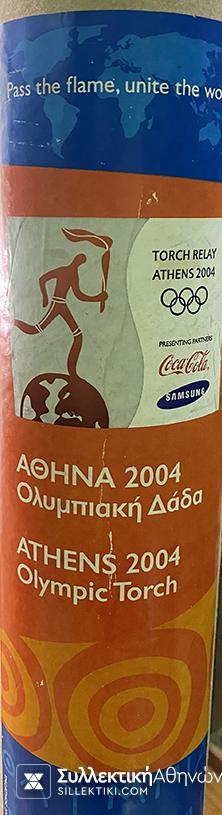 Pass the flame, unite the wo
TORCH RELAY
ATHENS 2004
PRESENTING PARTNERS
Coca-Cola
SAMSUNG
ΑΘΗΝΑ 2004
Ολυμπιακή Δάδα
ATHENS 2004
Olympic Torch
ΣυλλεκτικήΑθηνών
SILLEKTIKI.COM